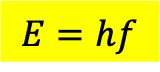 E = hf